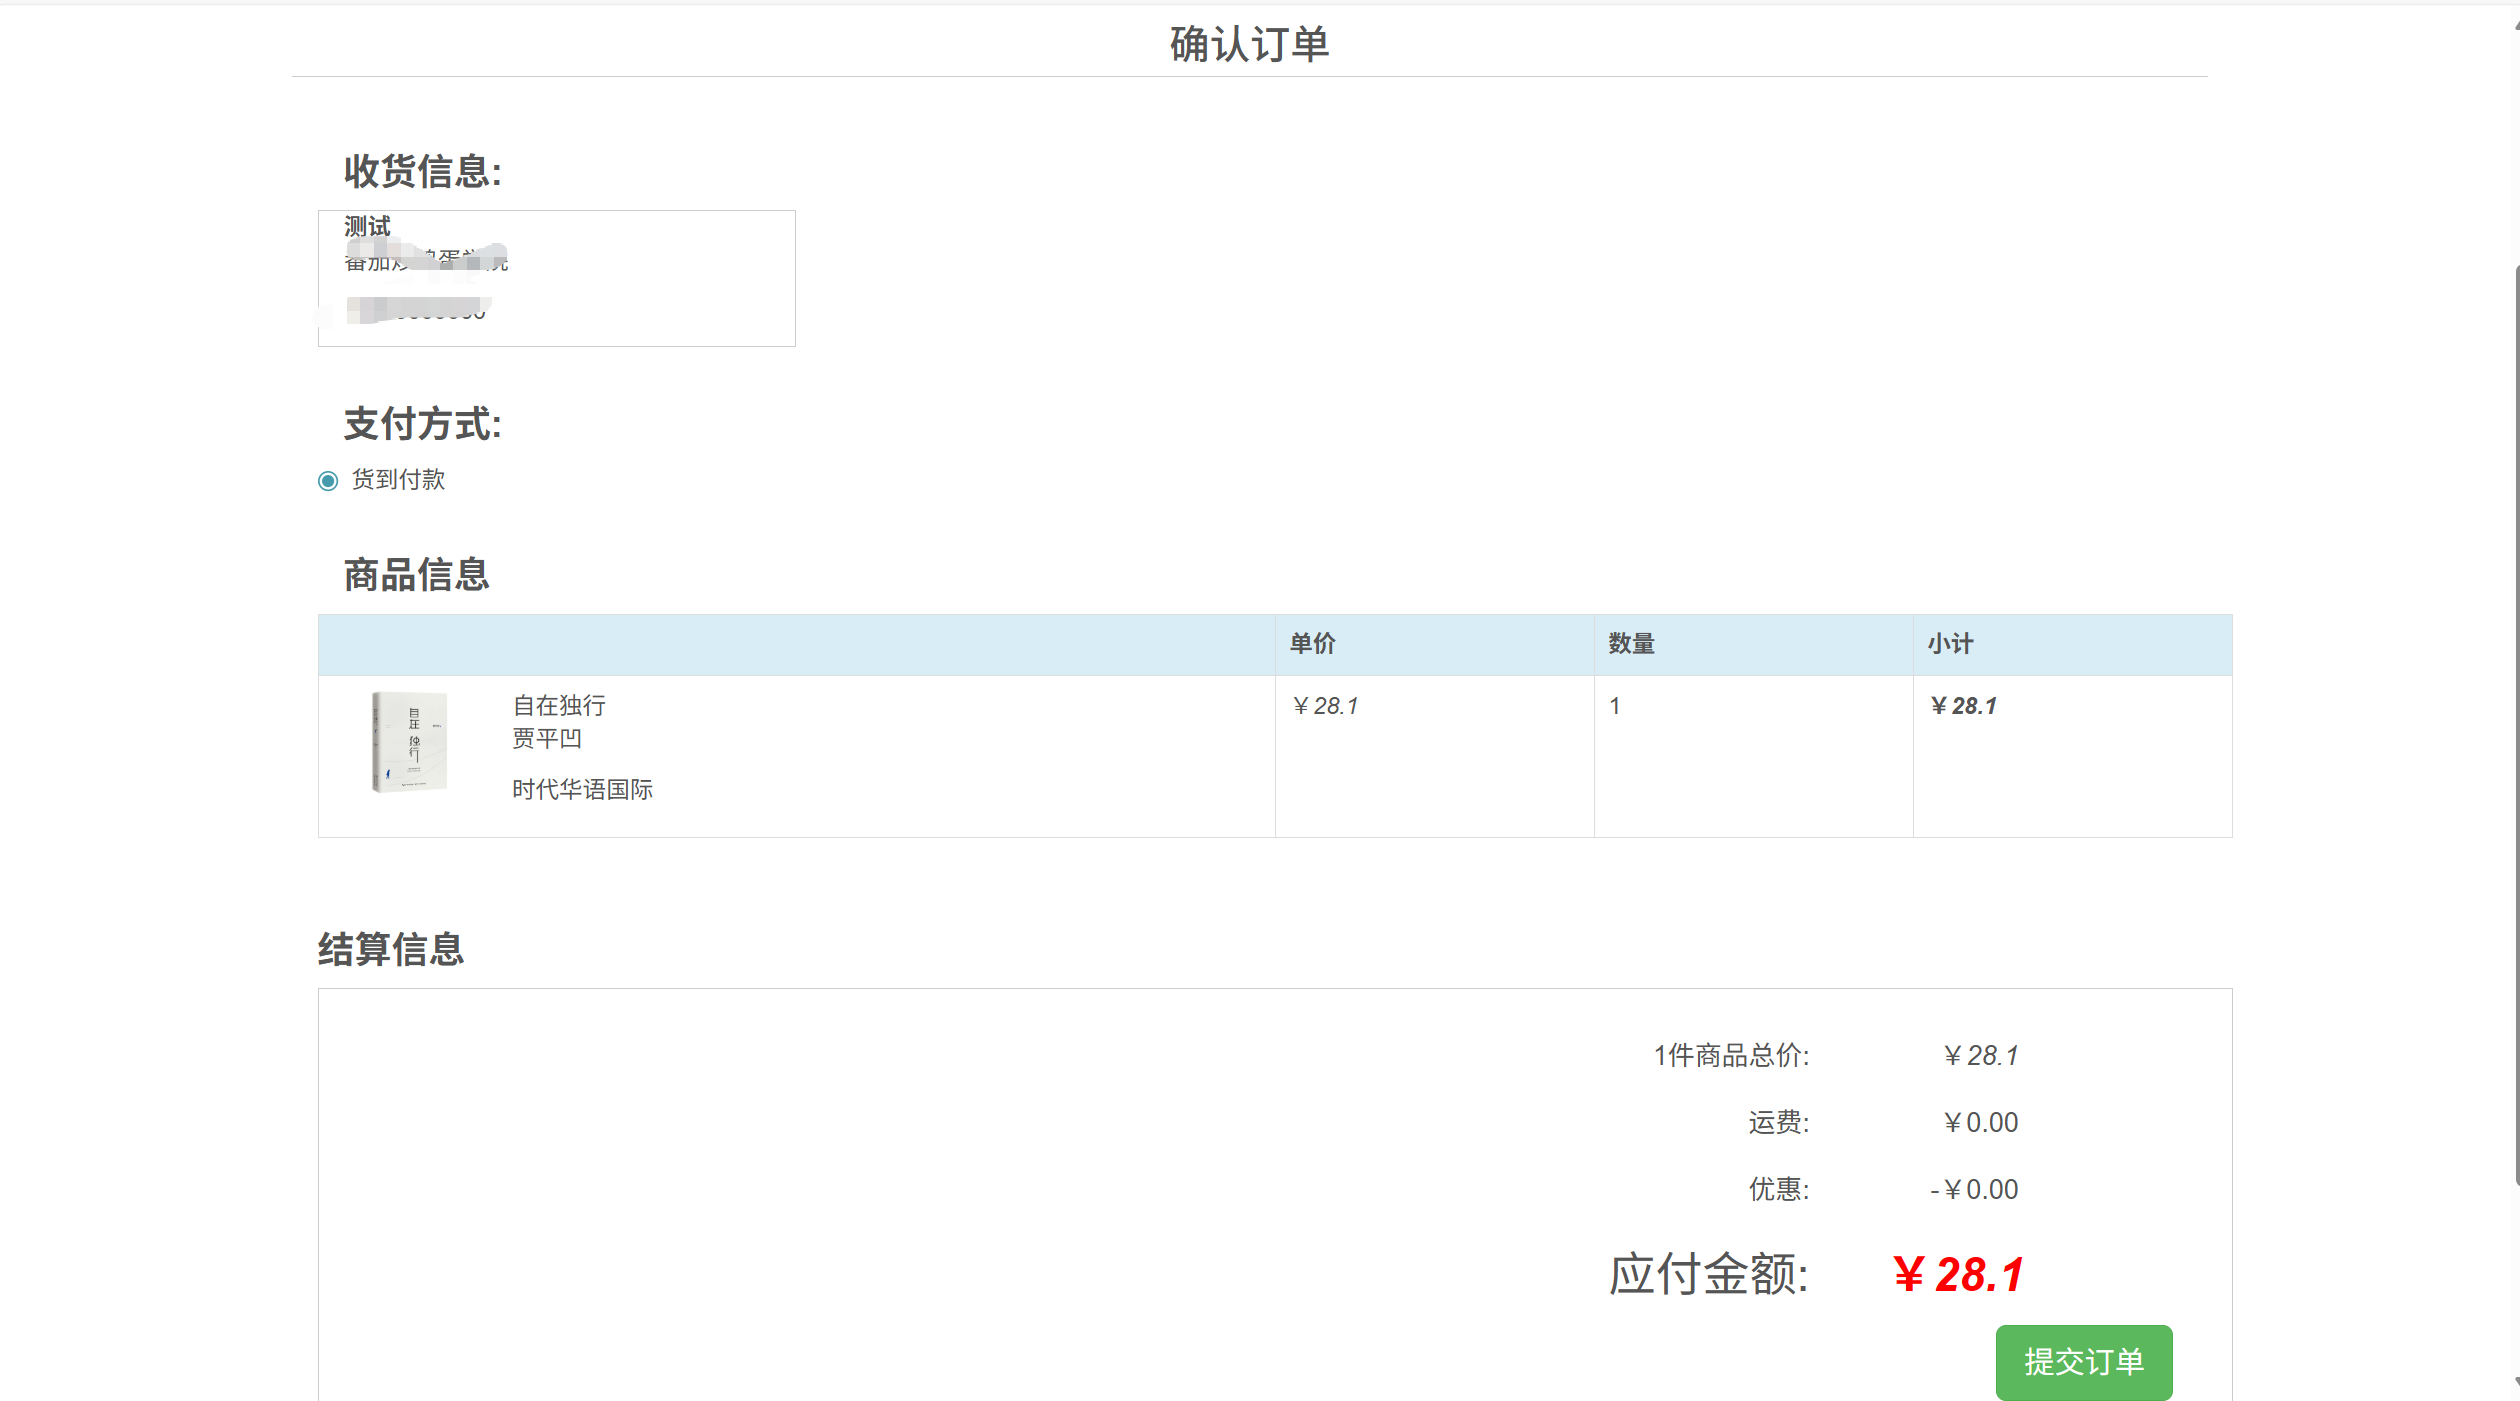 确认订单
收货信息:
测试
支付方式:
货到付款
商品信息
单价 数量 小计
自在独行 ￥28.1 1 ￥28.1
贾平凹
时代华语国际
自在
独行
结算信息
1件商品总价: ￥28.1
运费: ￥0.00
优惠: -￥0.00
应付金额: ￥28.1
提交订单